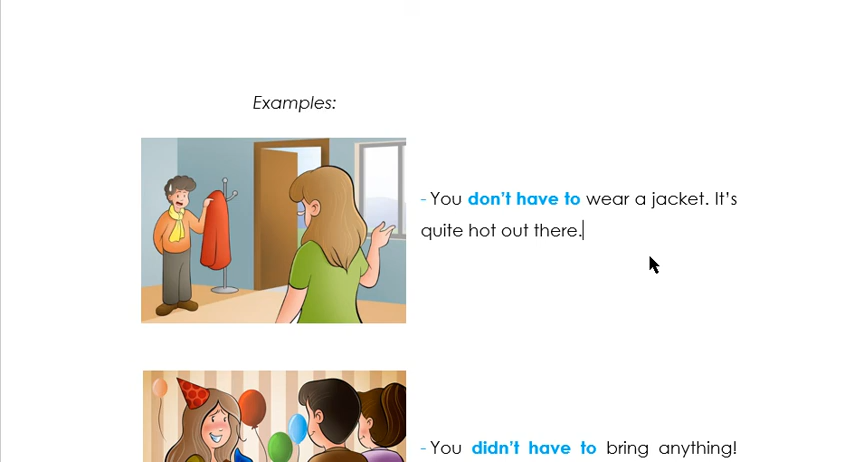 Examples:
- You don’t have to wear a jacket. It’s
quite hot out there.
- You didn’t have to bring anything!